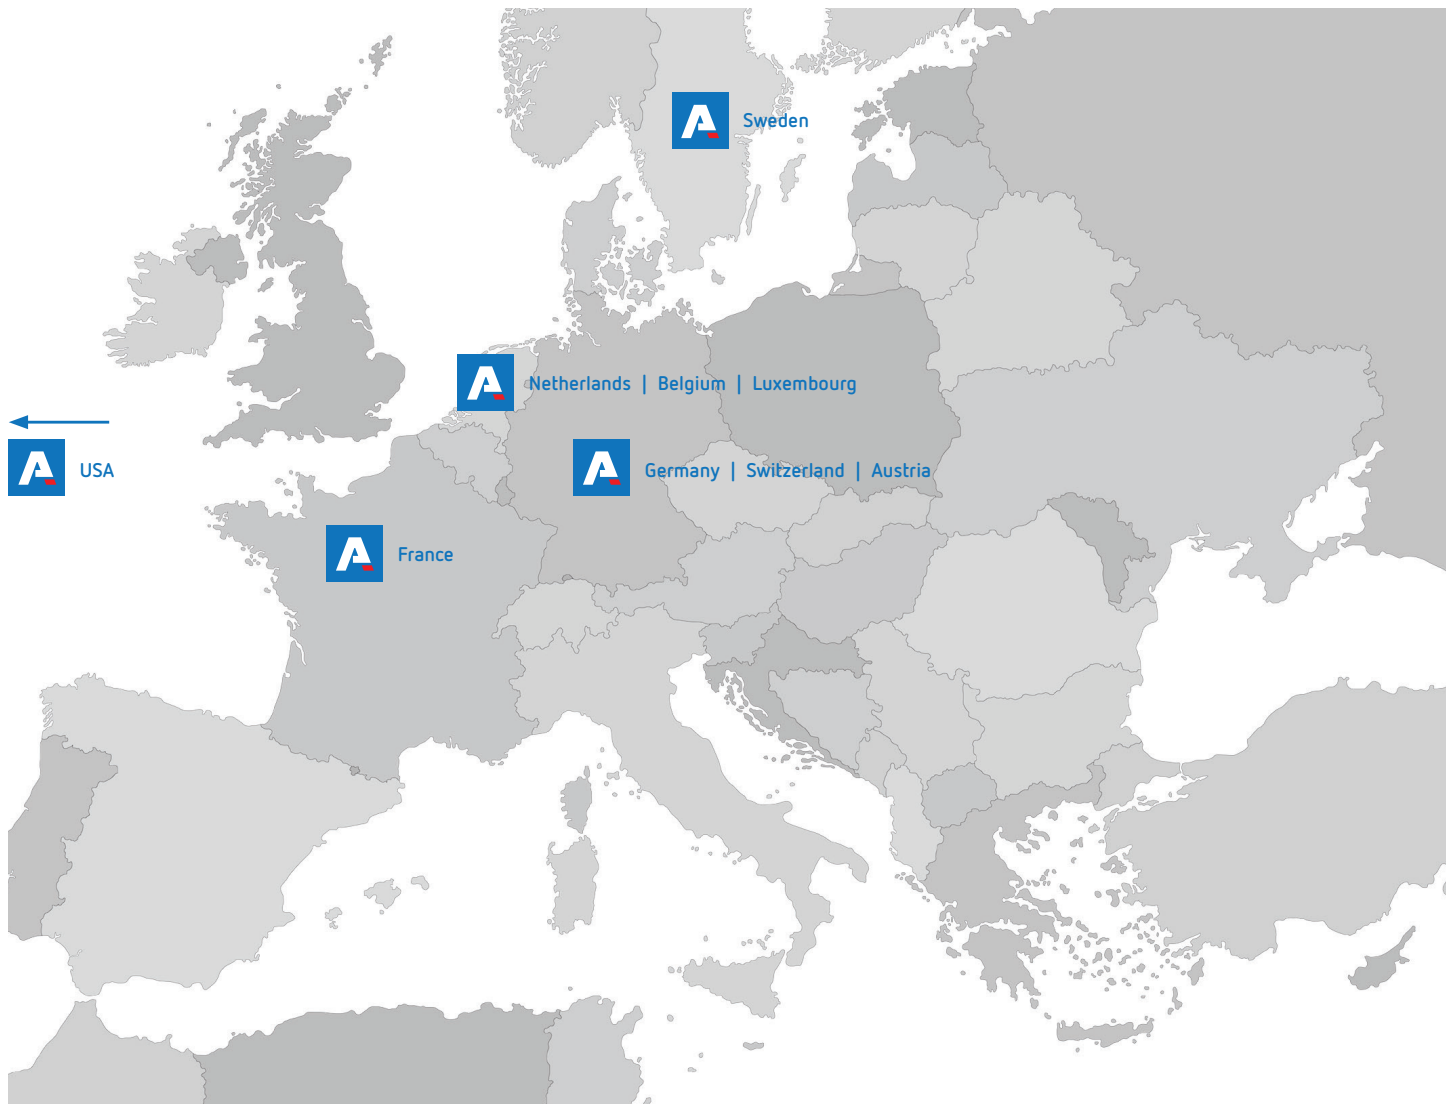 Sweden
Netherlands | Belgium | Luxembourg
USA
Germany | Switzerland | Austria
France